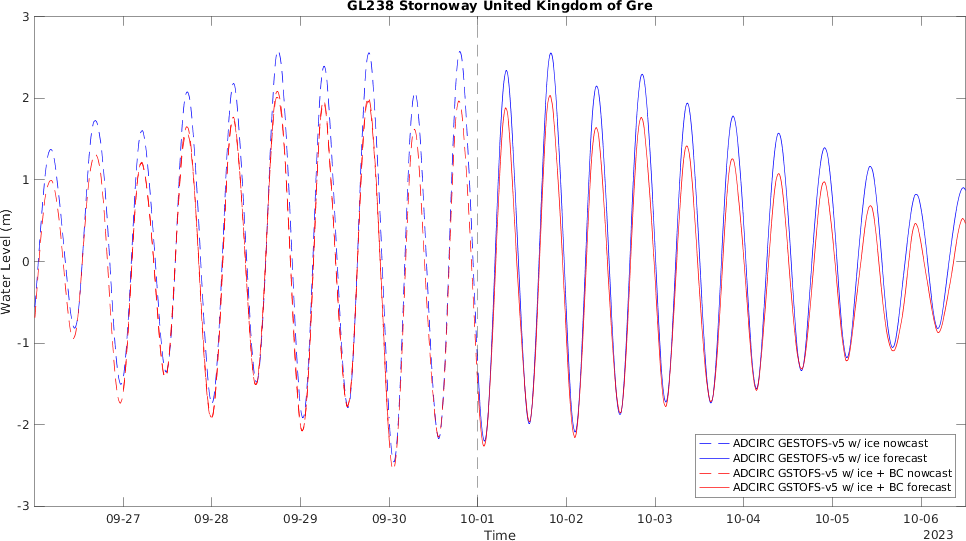 GL238 Stornoway United Kingdom of Gre
3
2
1
0
-1
-2
-3
Water Level (m)
ADCIRC GESTOFS-v5 w/ ice nowcast
ADCIRC GESTOFS-v5 w/ ice forecast
ADCIRC GSTOFS-v5 w/ ice + BC nowcast
ADCIRC GSTOFS-v5 w/ ice + BC forecast
09-27 09-28 09-29 09-30 10-01 10-02 10-03 10-04 10-05 10-06
Time
2023